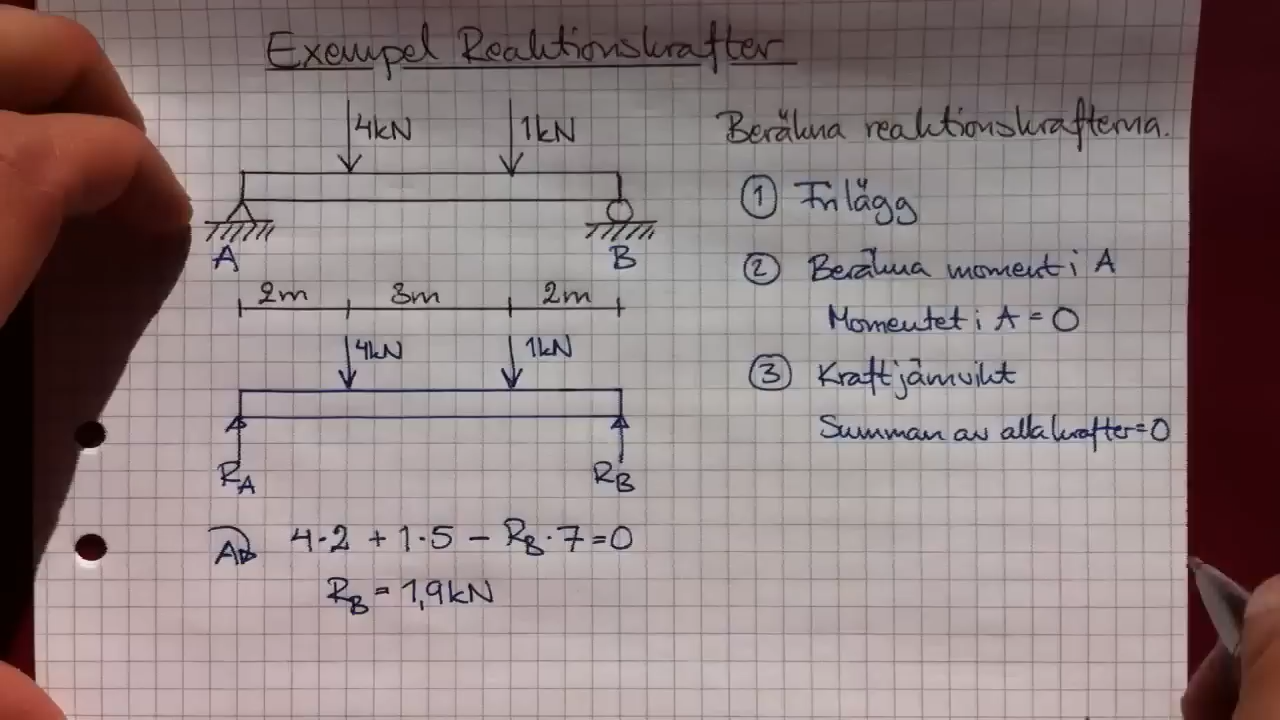 Exempel Reaktionskrafter
4kN 1kN
A B
2m 3m 2m
4kN 1kN
RA RB
A 4·2 + 1·5 - RB·7=0
RB = 1,9kN
Beräkna reaktionskrafterna.
1 Frilägg
2 Beräkna moment i A
Momentet i A = 0
3 Kraftjämvikt
Summan av alla krafter=0